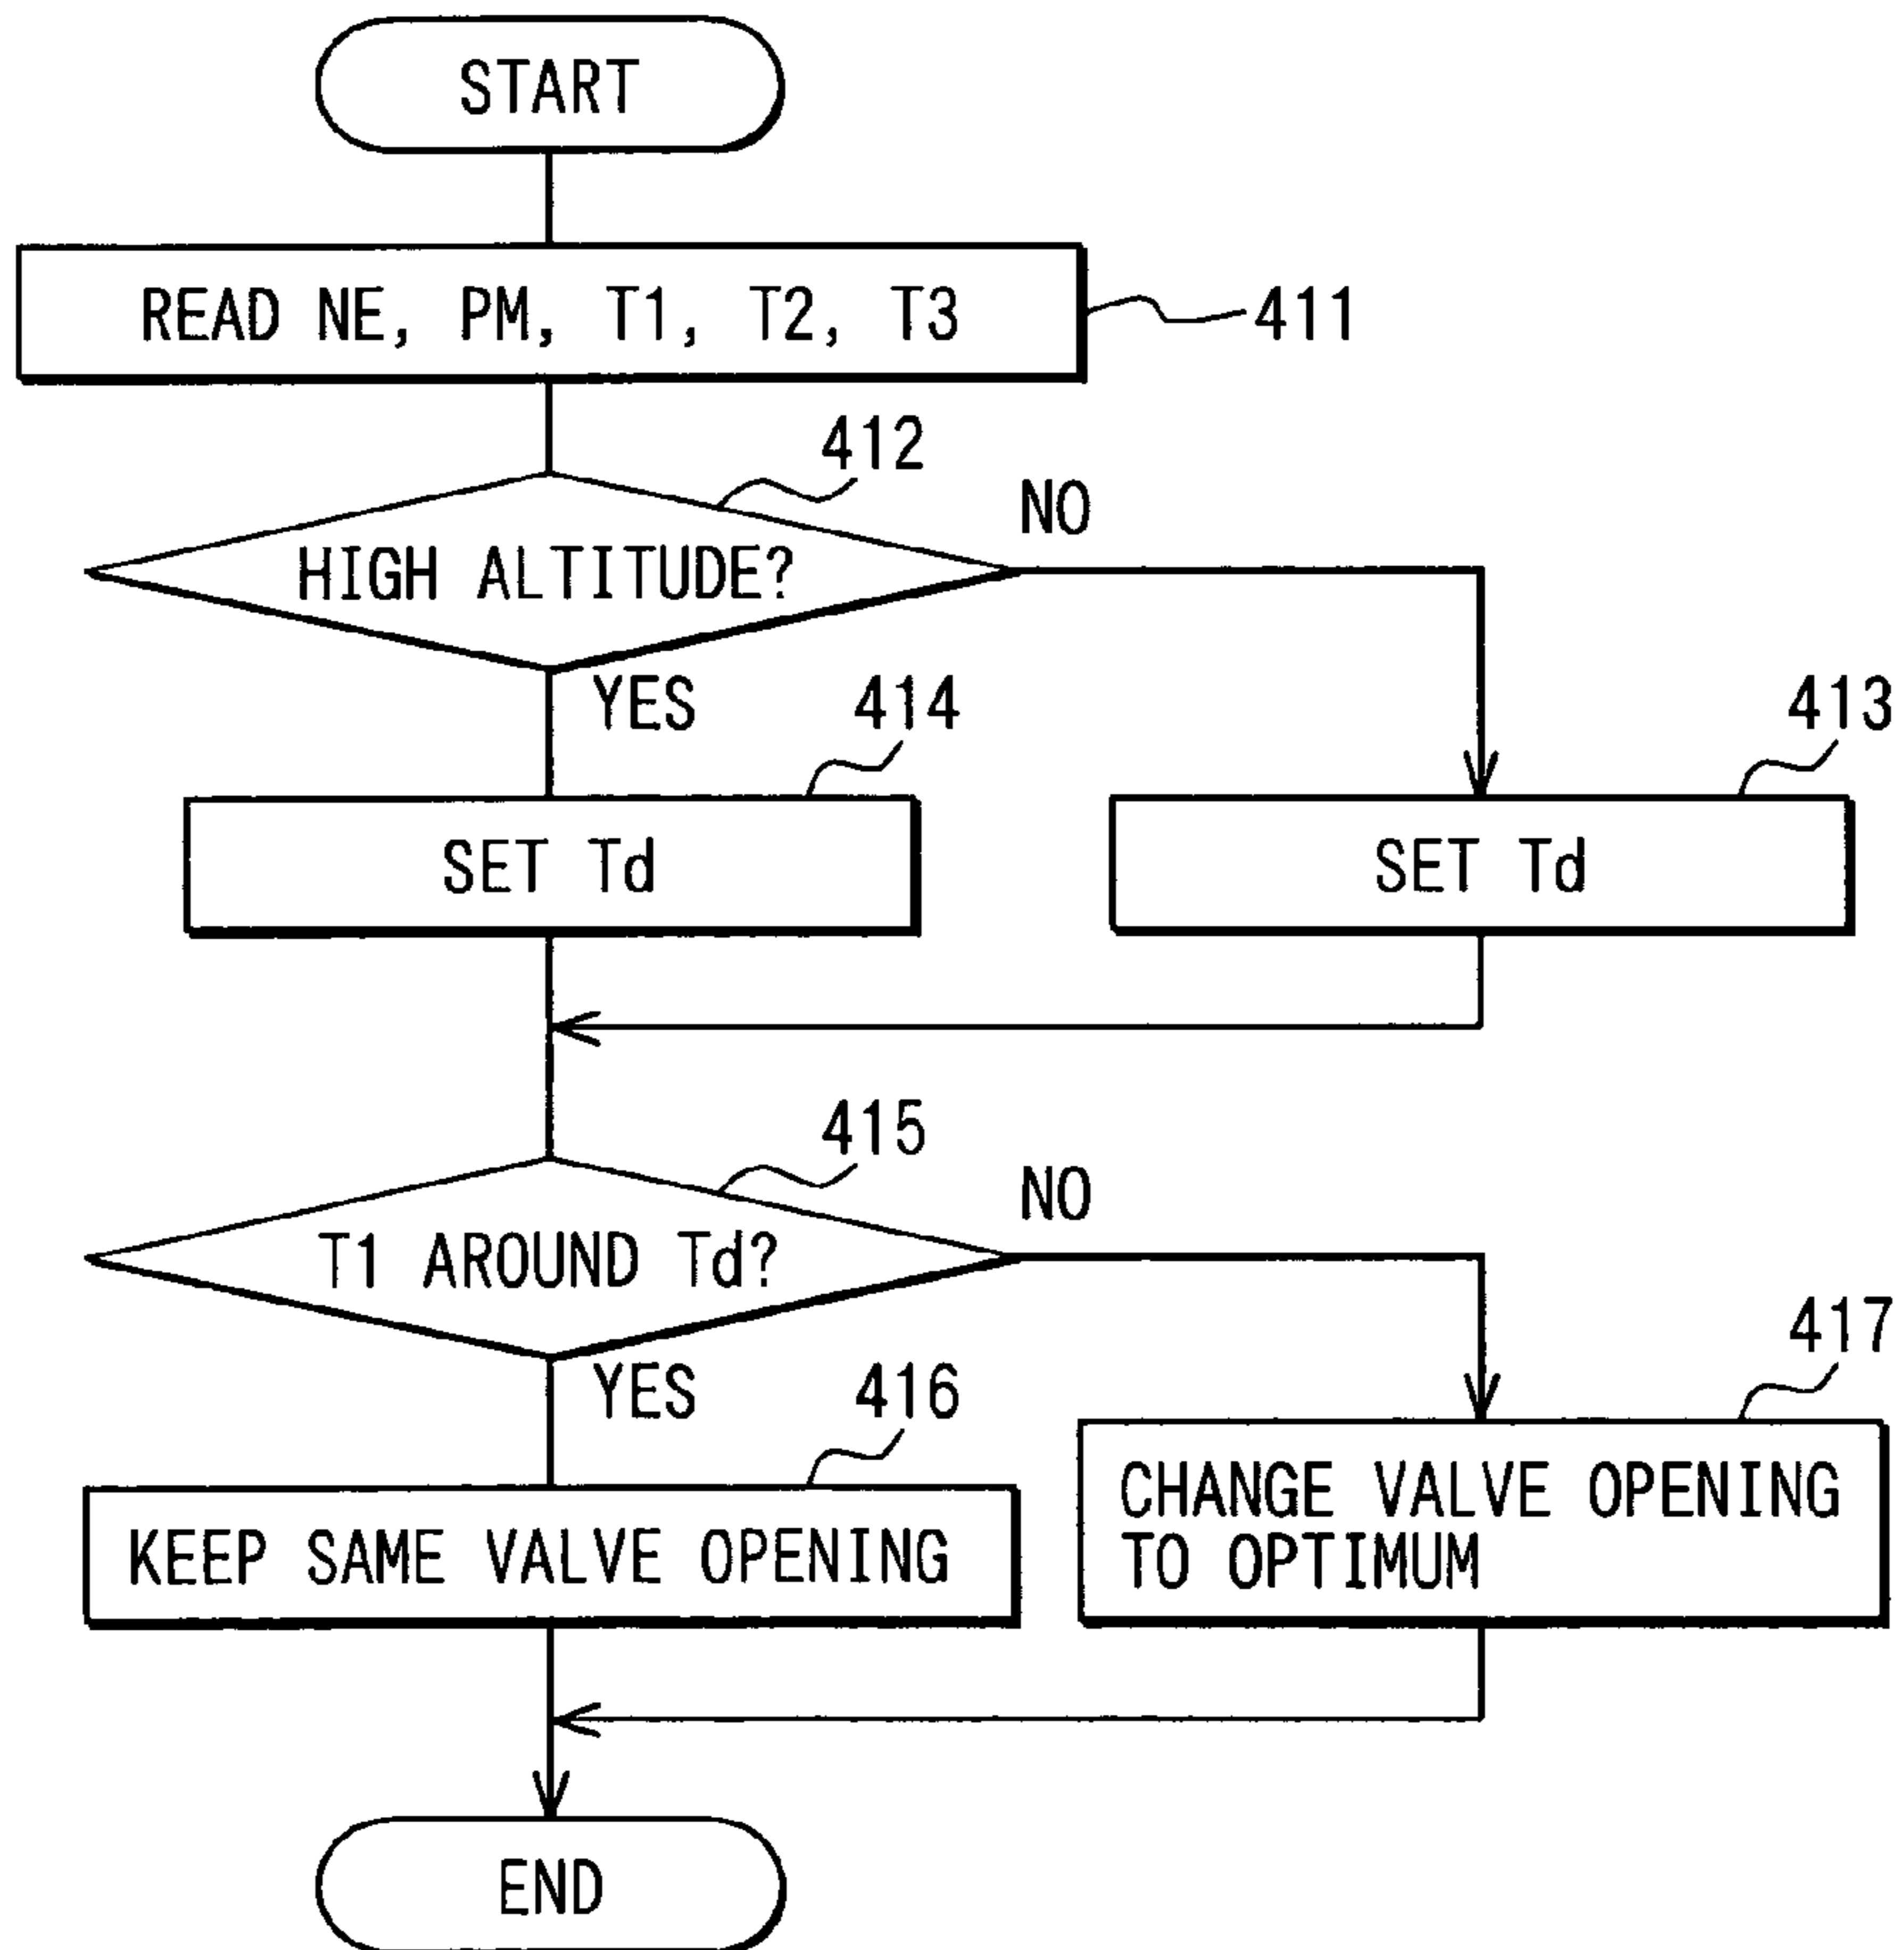 START
READ NE, PM, T1, T2, T3
411
412
HIGH ALTITUDE?
NO
YES
414
413
SET Td
SET Td
415
T1 AROUND Td?
NO
YES
416
417
KEEP SAME VALVE OPENING
CHANGE VALVE OPENING
TO OPTIMUM
END